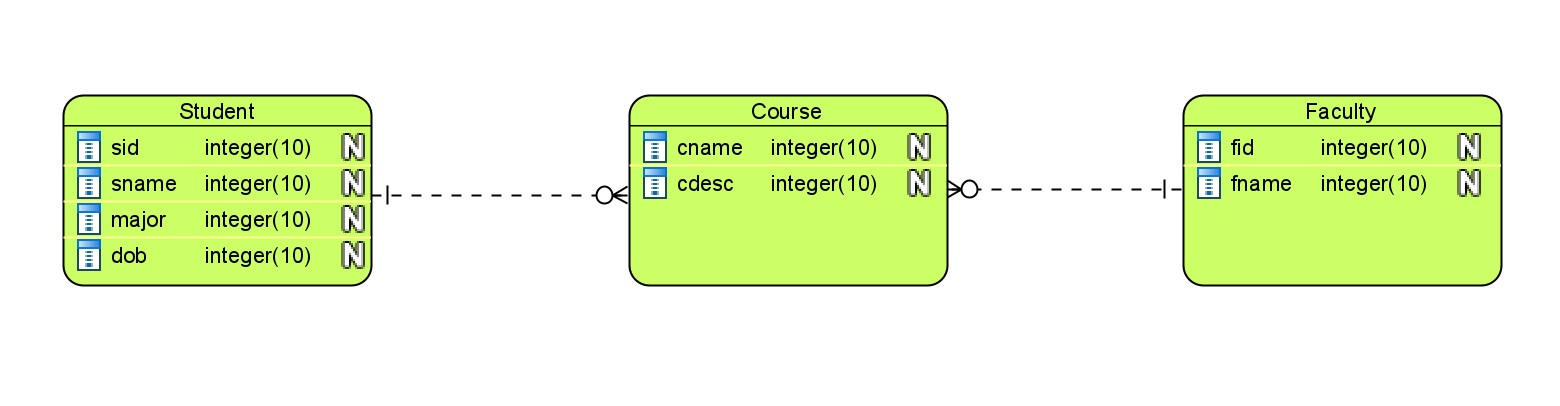 Student
sid integer(10) N
sname integer(10) N
major integer(10) N
dob integer(10) N
Course
cname integer(10) N
cdesc integer(10) N
Faculty
fid integer(10) N
fname integer(10) N